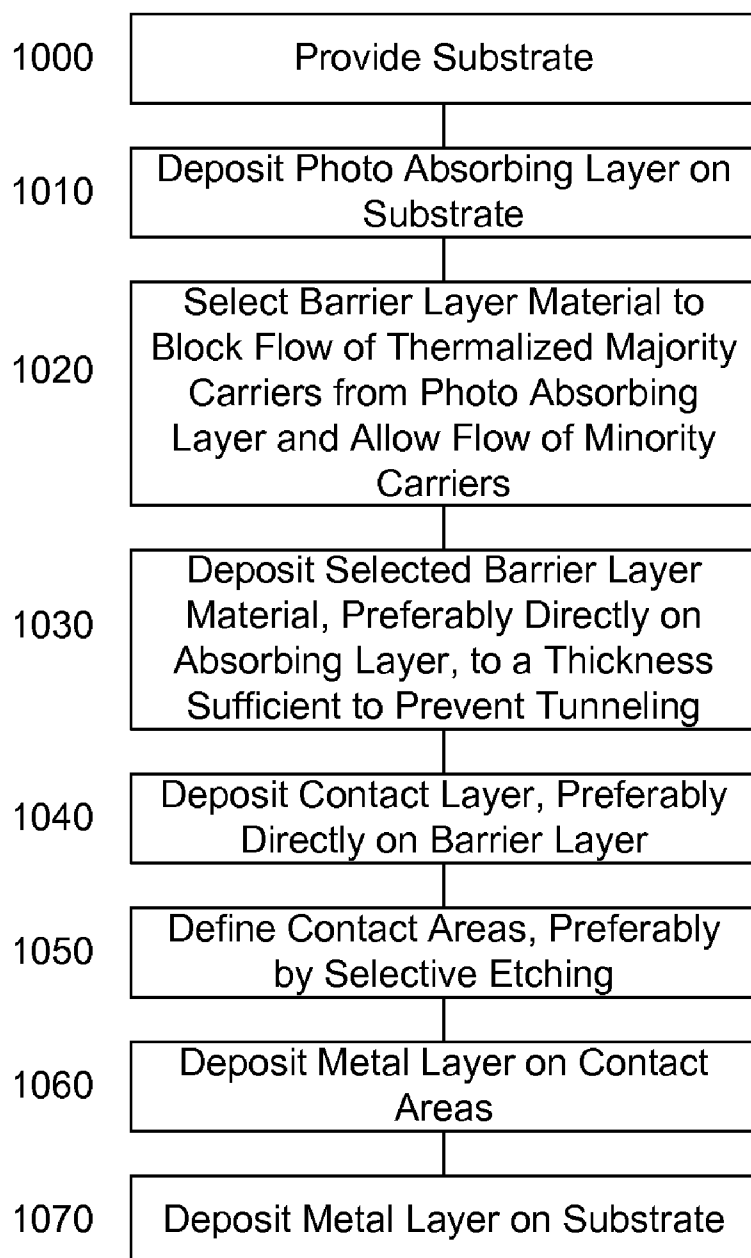 1000
Provide Substrate
1010
Deposit Photo Absorbing Layer on
Substrate
1020
Select Barrier Layer Material to
Block Flow of Thermalized Majority
Carriers from Photo Absorbing
Layer and Allow Flow of Minority
Carriers
1030
Deposit Selected Barrier Layer
Material, Preferably Directly on
Absorbing Layer, to a Thickness
Sufficient to Prevent Tunneling
1040
Deposit Contact Layer, Preferably
Directly on Barrier Layer
1050
Define Contact Areas, Preferably
by Selective Etching
1060
Deposit Metal Layer on Contact
Areas
1070
Deposit Metal Layer on Substrate